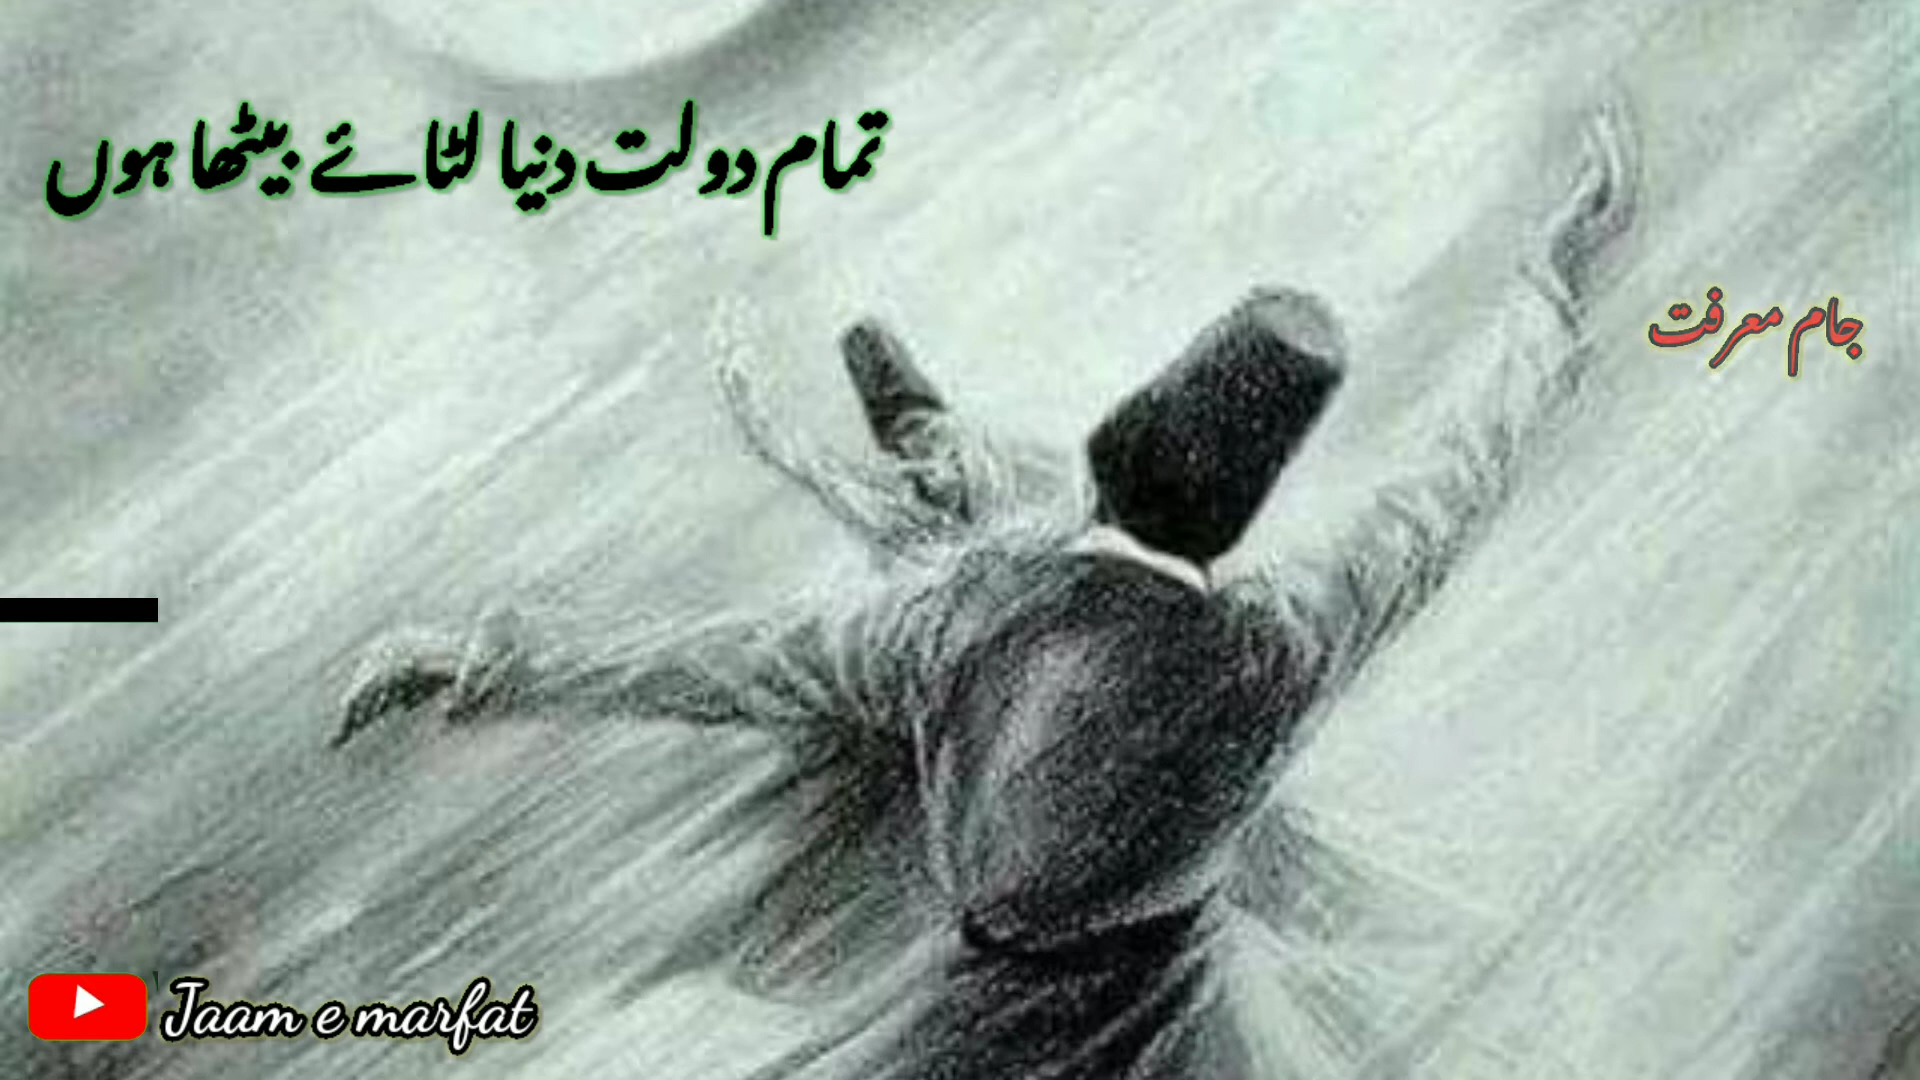 تمام دولت دنیا لٹائے بیٹھا ہوں
جام معرفت
Jaam e marfat